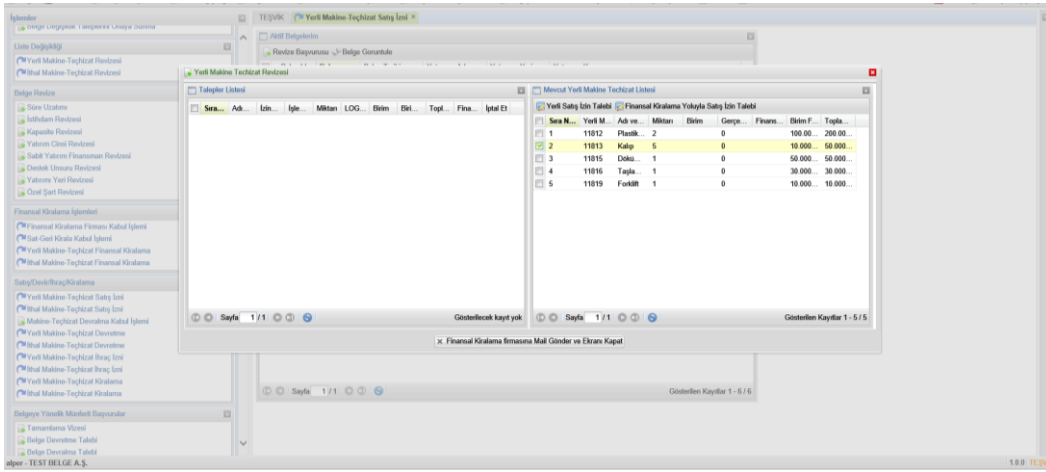 İşlemler
TEŞVİK
Yerli Makine-Teçhizat Satış İzni
Belge Değişiklik Taleplerini Onaya Sunma
Liste Değişikliği
Yerli Makine-Teçhizat Revizesi
İthal Makine-Teçhizat Revizesi
Belge Revize
Süre Uzatımı
İstihdam Revizesi
Kapasite Revizesi
Yatırım Cinsi Revizesi
Sabit Yatırım Finansman Revizesi
Destek Unsuru Revizesi
Yatırım Yeri Revizesi
Özel Şart Revizesi
Finansal Kiralama İşlemleri
Finansal Kiralama Firması Kabul İşlemi
Sat-Geri Kirala Kabul İşlemi
Yerli Makine-Teçhizat Finansal Kiralama
İthal Makine-Teçhizat Finansal Kiralama
Satış/Devir/İhraç/Kiralama
Yerli Makine-Teçhizat Satış İzni
İthal Makine-Teçhizat Satış İzni
Makine-Teçhizat Devralma Kabul İşlemi
Yerli Makine-Teçhizat Devretme
İthal Makine-Teçhizat Devretme
Yerli Makine-Teçhizat İhraç İzni
İthal Makine-Teçhizat İhraç İzni
Yerli Makine-Teçhizat Kiralama
İthal Makine-Teçhizat Kiralama
Belgeye Yönelik Münferit Başvurular
Tamamlama Vizesi
Belge Devretme Talebi
Belge Devralma Talebi
Aktif Belgelerim
Revize Başvurusu Belge Goruntule
Yerli Makine Techizat Revizesi
Talepler Listesi
Sıra... Adı... İzin... İşle... Miktarı LOG... Birim Biri... Topl... Fina... İptal Et
Sayfa 1 / 1 Gösterilecek kayıt yok
Mevcut Yerli Makine Techizat Listesi
Yerli Satış İzin Talebi Finansal Kiralama Yoluyla Satış İzin Talebi
Sıra N... Yerli M... Adı ve... Miktarı Birim Gerçe... Finans... Birim F... Topla...
1 11812 Plastik... 2 0 100.00... 200.00...
2 11813 Kalıp 5 0 10.000... 50.000...
3 11815 Dökü... 1 0 50.000... 50.000...
4 11816 Taşla... 1 0 30.000... 30.000...
5 11819 Forklift 1 0 10.000... 10.000...
Sayfa 1 / 1 Gösterilen Kayıtlar 1 - 5 / 5
Finansal Kiralama firmasına Mail Gönder ve Ekranı Kapat
Sayfa 1 / 1 Gösterilen Kayıtlar 1 - 6 / 6
alper - TEST BELGE A.Ş.
1.0.0